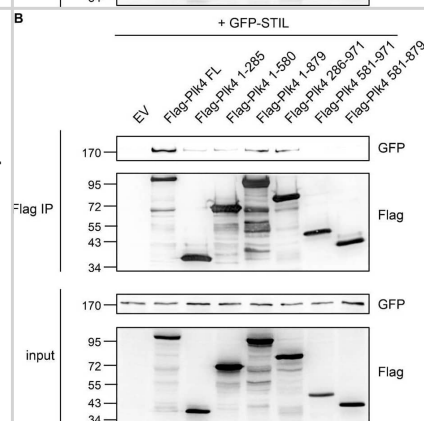 B
+ GFP-STIL
EV
Flag-Plk4 FL
Flag-Plk4 1-285
Flag-Plk4 1-580
Flag-Plk4 1-879
Flag-Plk4 286-971
Flag-Plk4 581-971
Flag-Plk4 581-879
170
GFP
Flag IP
95
72
55
43
34
Flag
170
GFP
input
95
72
55
43
34
Flag